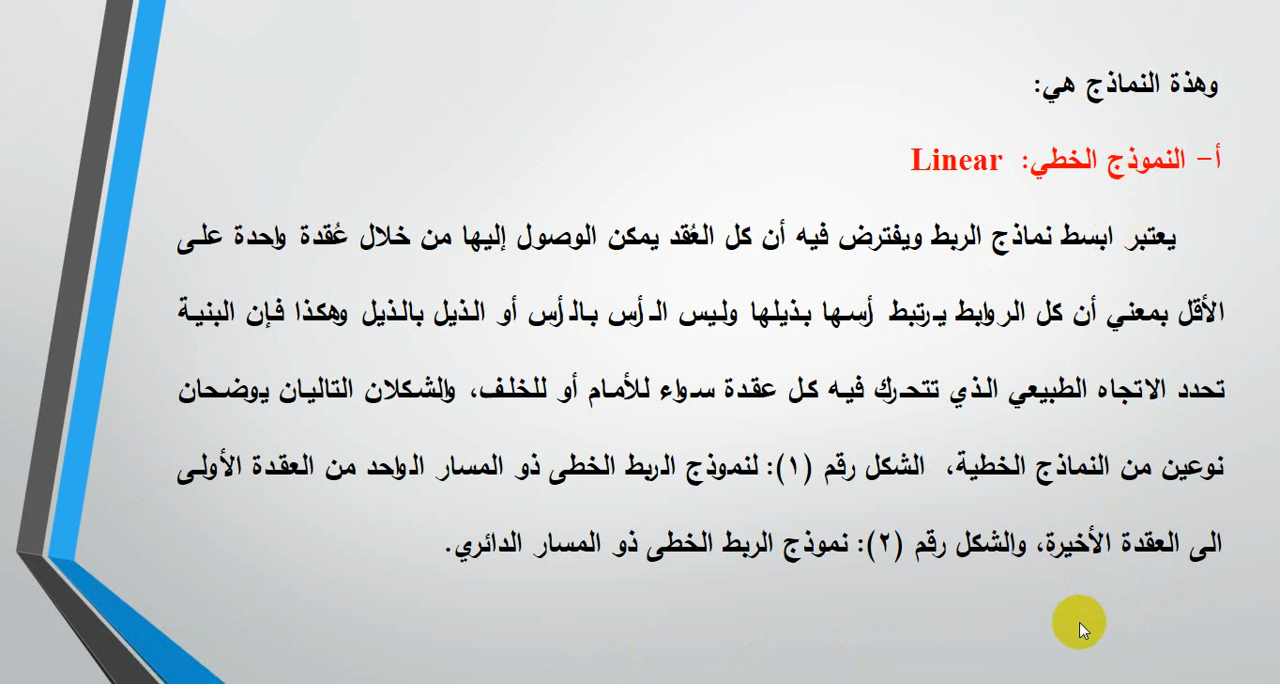 وهذة النماذج هي:
أ- النموذج الخطي: Linear
يعتبر ابسط نماذج الربط ويفترض فيه أن كل العُقد يمكن الوصول إليها من خلال عُقدة واحدة على
الأقل بمعني أن كل الروابط يرتبط رأسها بذيلها وليس الرأس بالرأس أو الذيل بالذيل وهكذا فإن البنية
تحدد الاتجاه الطبيعي الذي تتحرك فيه كل عقدة سواء للأمام أو للخلف، والشكلان التاليان يوضحان
نوعين من النماذج الخطية، الشكل رقم (١): لنموذج الربط الخطى ذو المسار الواحد من العقدة الأولى
الى العقدة الأخيرة، والشكل رقم (٢): نموذج الربط الخطى ذو المسار الدائري.